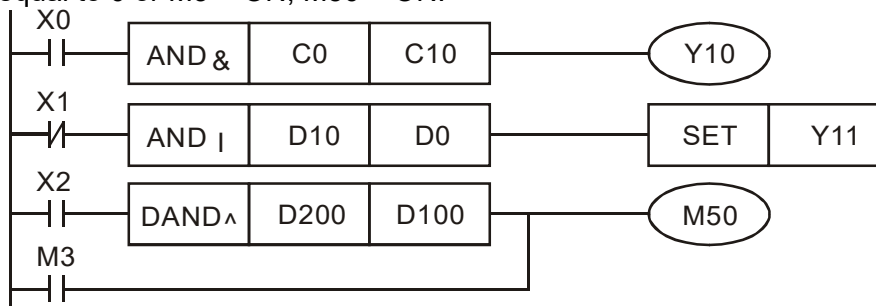 X0
AND & C0 C10 Y10
X1
AND | D10 D0 SET Y11
X2
DAND ^ D200 D100 M50
M3